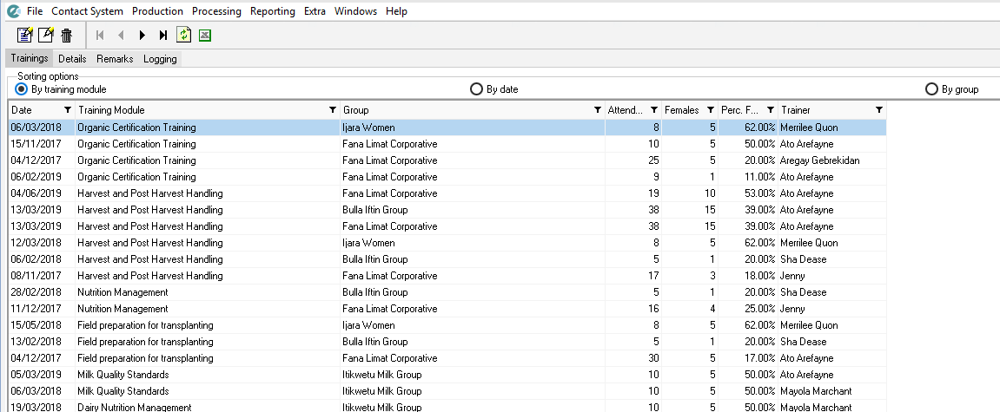 File Contact System Production Processing Reporting Extra Windows Help
Trainings Details Remarks Logging
Sorting options
By training module By date By group
Date Training Module Group Attend... Females Perc. F... Trainer
06/03/2018 Organic Certification Training Ijara Women 8 5 62.00% Merrilee Quon
15/11/2017 Organic Certification Training Fana Limat Corporative 10 5 50.00% Ato Arefayne
04/12/2017 Organic Certification Training Fana Limat Corporative 25 5 20.00% Aregay Gebrekidan
06/02/2019 Organic Certification Training Fana Limat Corporative 9 1 11.00% Ato Arefayne
04/06/2019 Harvest and Post Harvest Handling Fana Limat Corporative 19 10 53.00% Ato Arefayne
13/03/2019 Harvest and Post Harvest Handling Bulla Iftin Group 38 15 39.00% Ato Arefayne
13/03/2019 Harvest and Post Harvest Handling Fana Limat Corporative 38 15 39.00% Ato Arefayne
12/03/2018 Harvest and Post Harvest Handling Ijara Women 8 5 62.00% Merrilee Quon
06/02/2018 Harvest and Post Harvest Handling Bulla Iftin Group 5 1 20.00% Sha Dease
08/11/2017 Harvest and Post Harvest Handling Fana Limat Corporative 17 3 18.00% Jenny
28/02/2018 Nutrition Management Bulla Iftin Group 5 1 20.00% Sha Dease
11/12/2017 Nutrition Management Fana Limat Corporative 16 4 25.00% Jenny
15/05/2018 Field preparation for transplanting Ijara Women 8 5 62.00% Merrilee Quon
13/02/2018 Field preparation for transplanting Bulla Iftin Group 5 1 20.00% Sha Dease
04/12/2017 Field preparation for transplanting Fana Limat Corporative 30 5 17.00% Ato Arefayne
05/03/2019 Milk Quality Standards Itikwetu Milk Group 10 5 50.00% Ato Arefayne
06/03/2018 Milk Quality Standards Itikwetu Milk Group 10 5 50.00% Mayola Marchant
19/03/2018 Dairy Nutrition Management Itikwetu Milk Group 10 5 50.00% Mayola Marchant